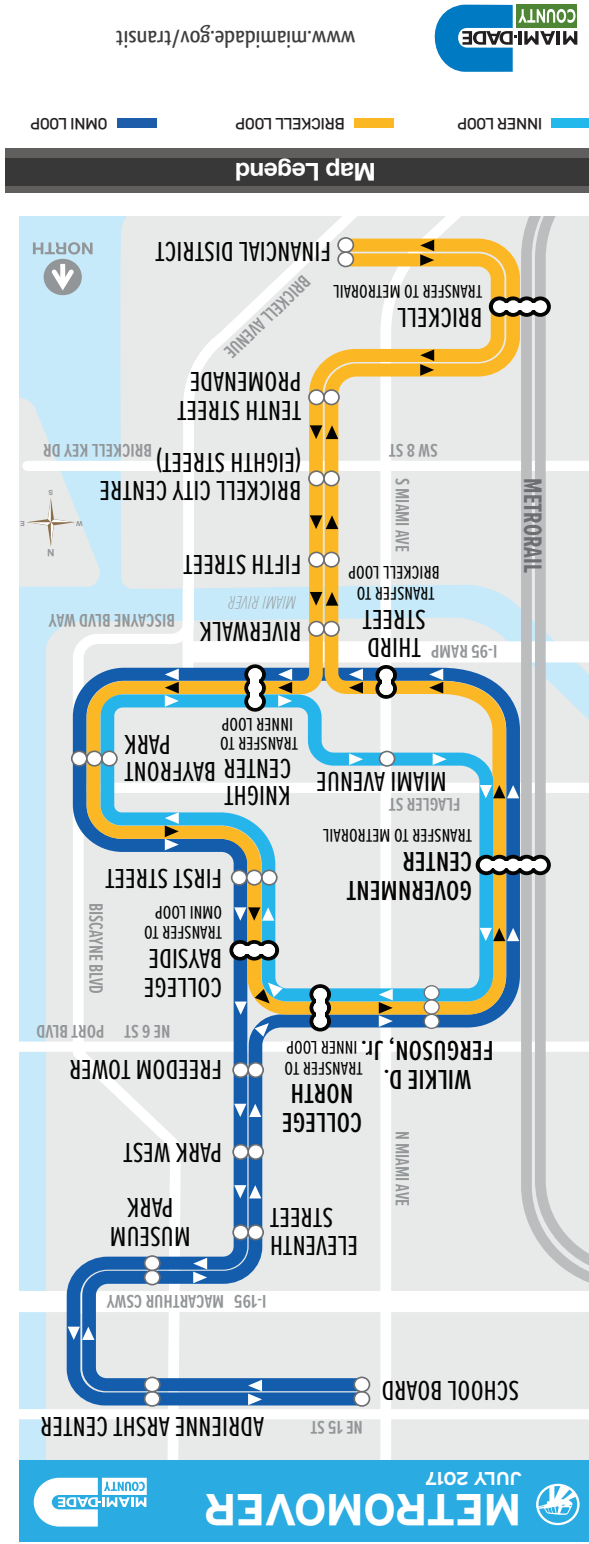 METROMOVER
JULY 2017
MIAMI-DADE
COUNTY
NE 15 ST
SCHOOL BOARD
ADRIENNE ARSHT CENTER
I-195 MACARTHUR CSWY
MUSEUM
PARK
ELEVENTH
STREET
PARK WEST
N MIAMI AVE
FREEDOM TOWER
COLLEGE
NORTH
TRANSFER TO
INNER LOOP
WILKIE D.
FERGUSON, Jr.
NE 6 ST PORT BLVD
BISCAYNE BLVD
COLLEGE
BAYSIDE
TRANSFER TO
OMNI LOOP
FIRST STREET
GOVERNMENT
CENTER
TRANSFER TO METRORAIL
FLAGLER ST
MIAMI AVENUE
KNIGHT
CENTER
TRANSFER TO
INNER LOOP
BAYFRONT
PARK
I-95 RAMP
THIRD
STREET
TRANSFER TO
BRICKELL LOOP
RIVERWALK
BISCAYNE BLVD WAY
MIAMI RIVER
FIFTH STREET
METRORAIL
S MIAMI AVE
N
W
E
S
SW 8 ST
BRICKELL CITY CENTRE
(EIGHTH STREET)
BRICKELL KEY DR
TENTH STREET
PROMENADE
BRICKELL
TRANSFER TO METRORAIL
BRICKELL AVENUE
FINANCIAL DISTRICT
NORTH
Map Legend
INNER LOOP
BRICKELL LOOP
OMNI LOOP
MIAMI-DADE
COUNTY
www.miamidade.gov/transit